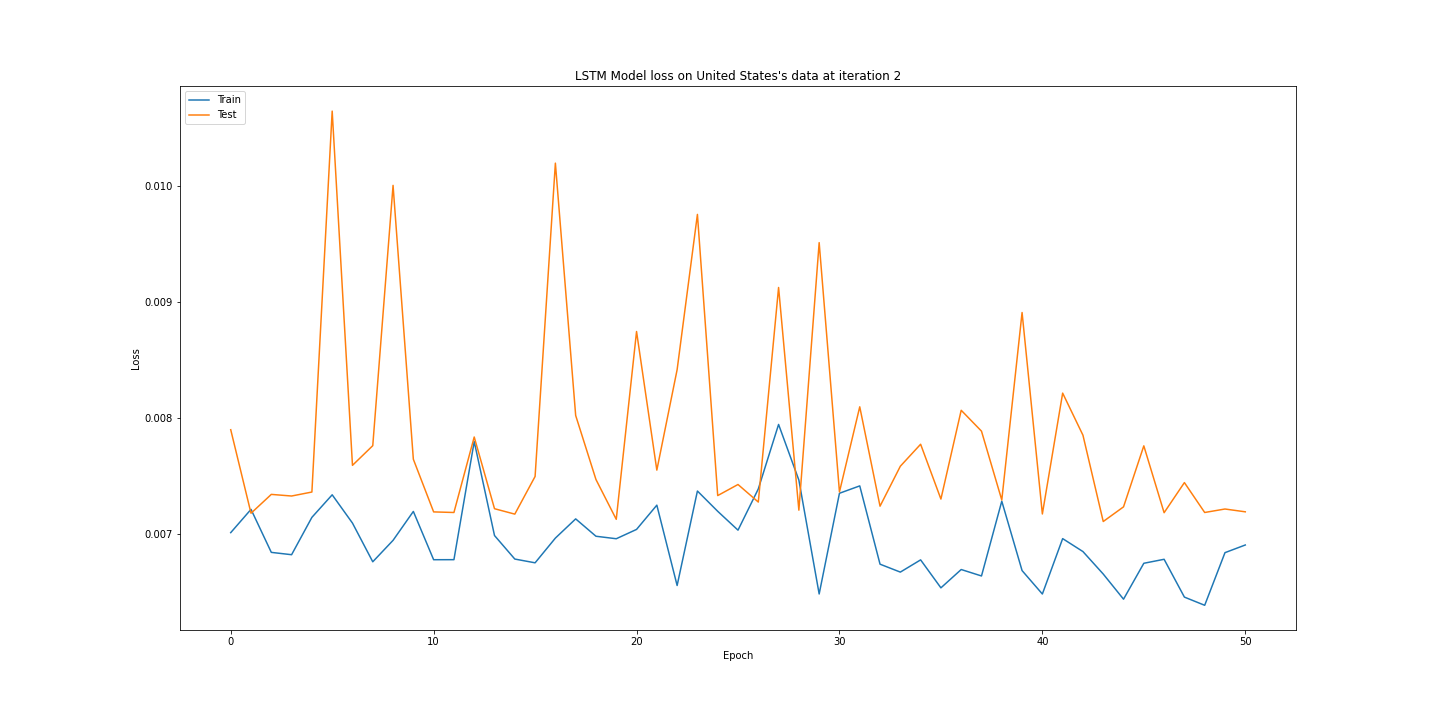 LSTM Model loss on United States's data at iteration 2
Train
Test
0.010
0.009
0.008
0.007
Loss
0 10 20 30 40 50
Epoch